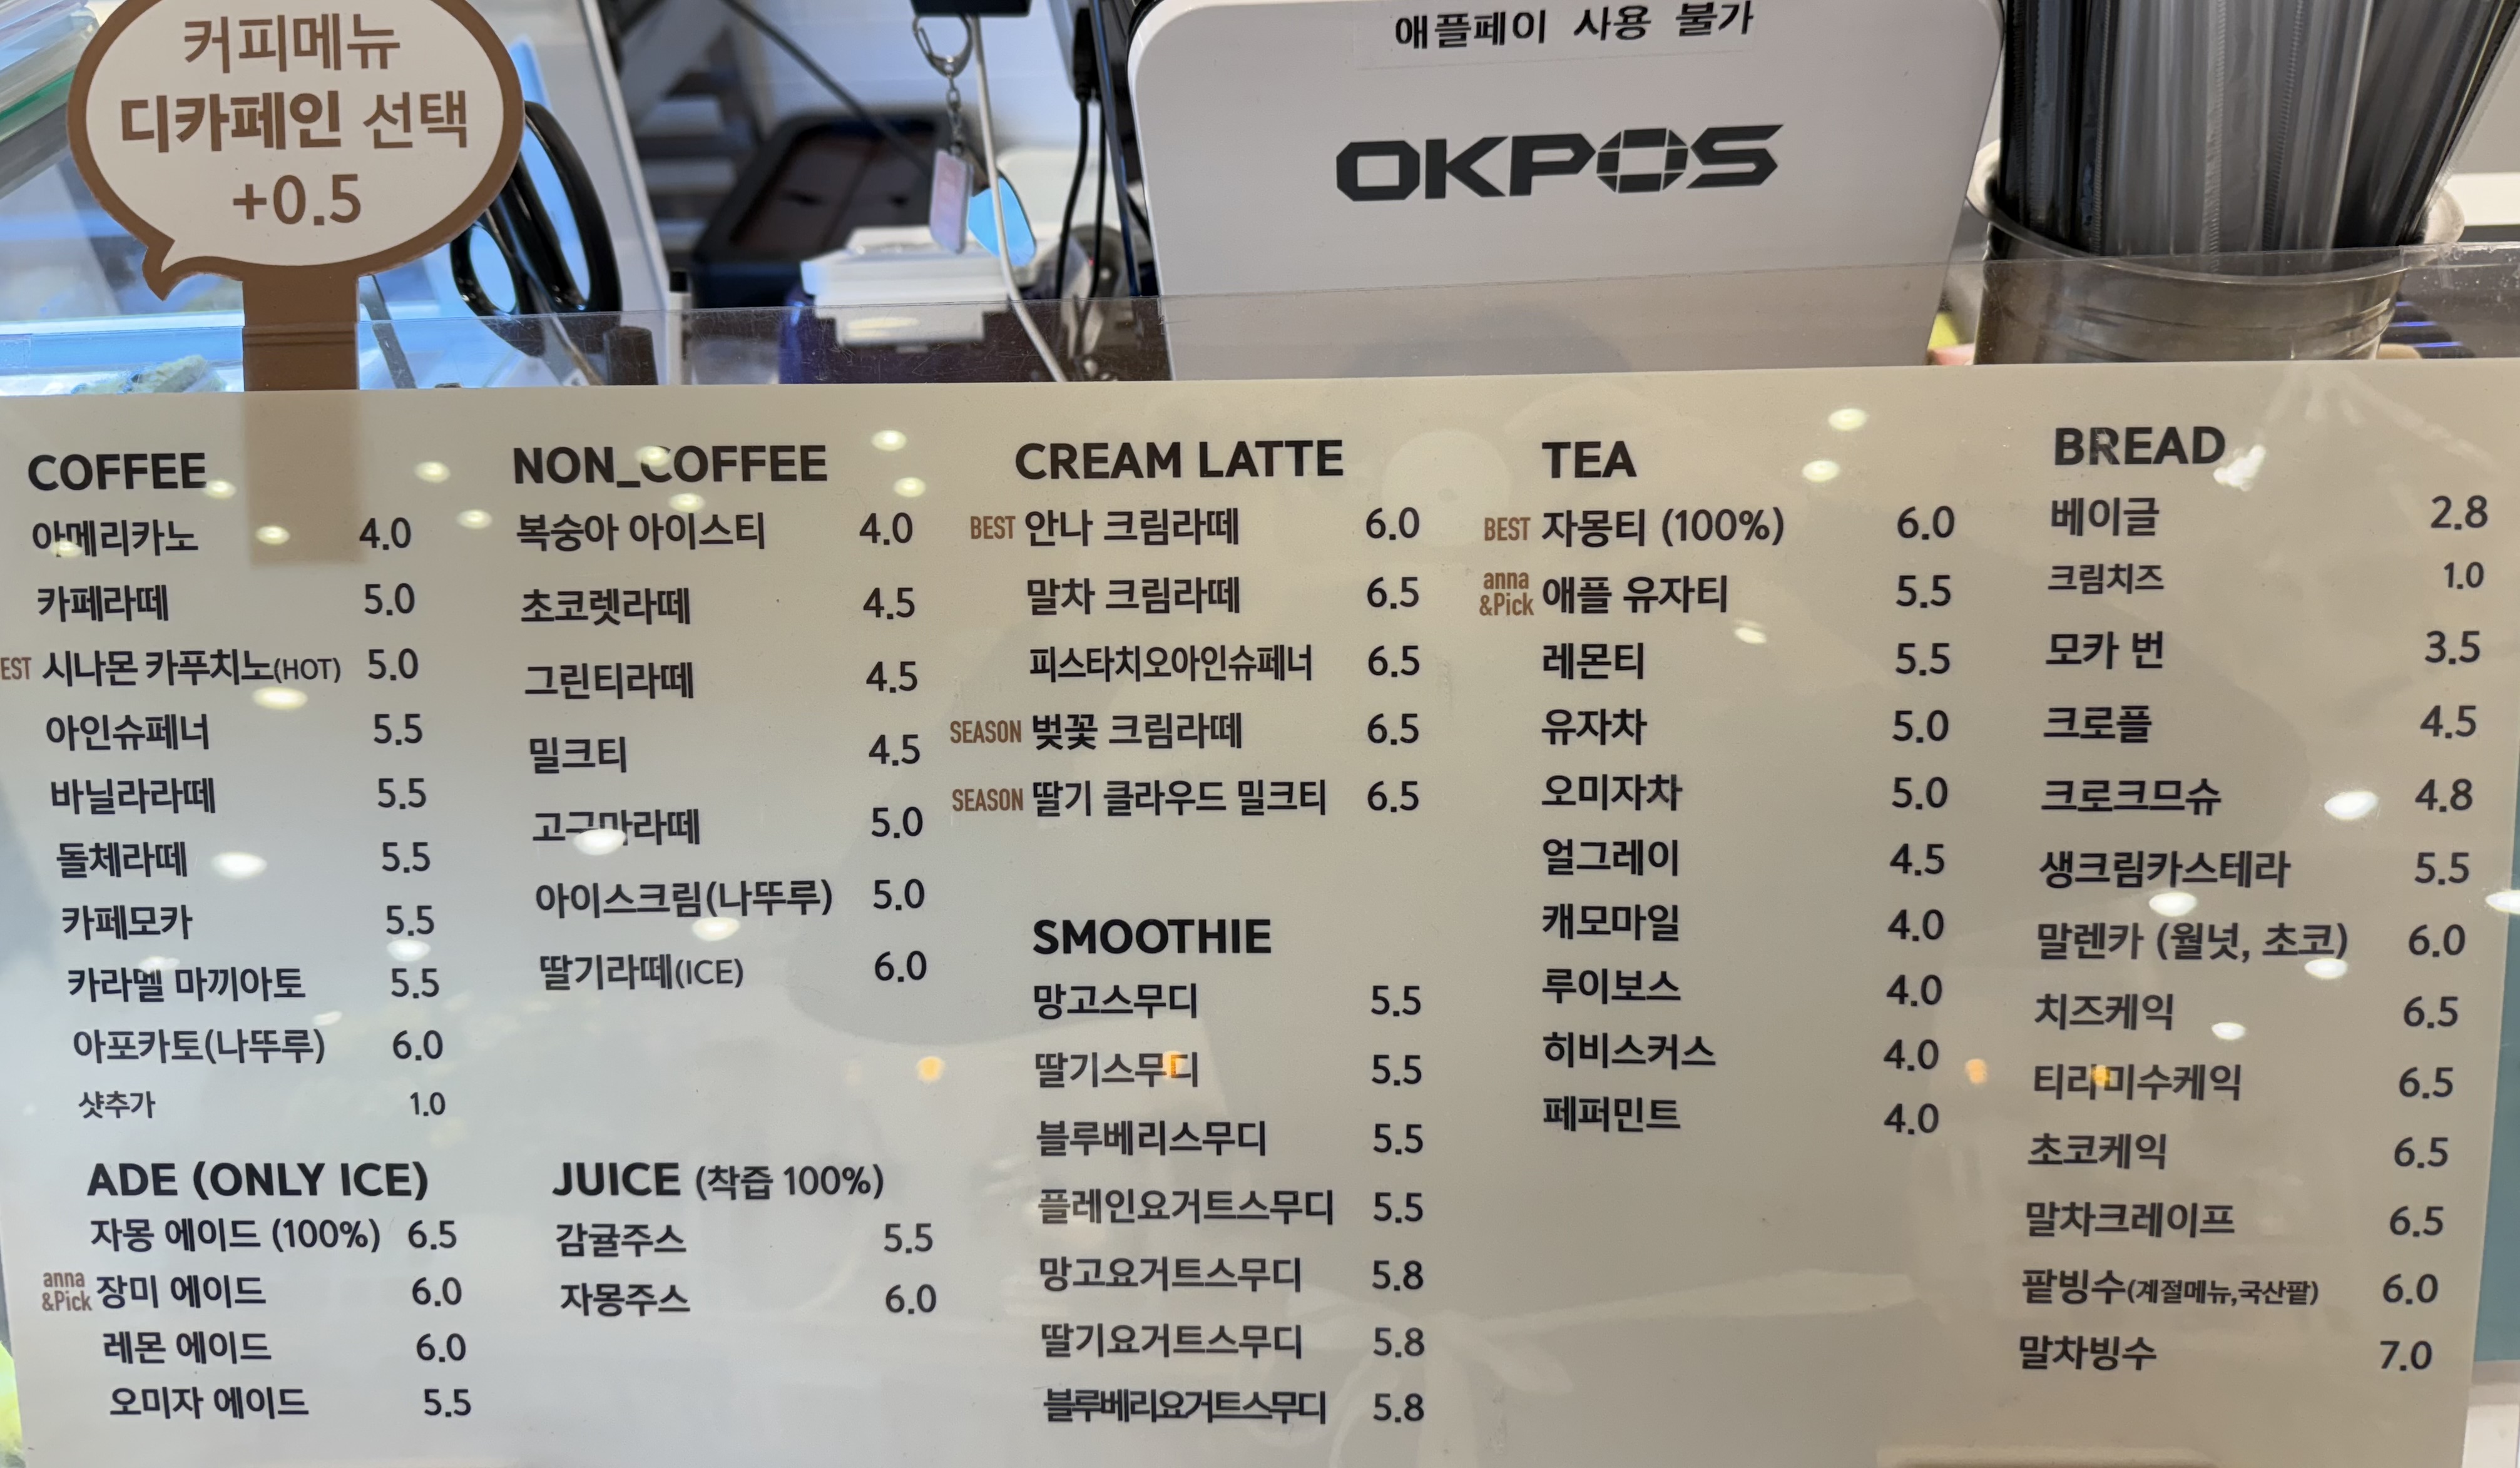 커피메뉴
디카페인 선택
+0.5
애플페이 사용 불가
OKPOS
COFFEE
아메리카노 4.0
카페라떼 5.0
EST 시나몬 카푸치노(HOT) 5.0
아인슈페너 5.5
바닐라라떼 5.5
돌체라떼 5.5
카페모카 5.5
카라멜 마끼아토 5.5
아포카토(나뚜루) 6.0
샷추가 1.0
ADE (ONLY ICE)
자몽 에이드 (100%) 6.5
anna
&Pick 장미 에이드 6.0
레몬 에이드 6.0
오미자 에이드 5.5
NON_COFFEE
복숭아 아이스티 4.0
초코렛라떼 4.5
그린티라떼 4.5
밀크티 4.5
고구마라떼 5.0
아이스크림(나뚜루) 5.0
딸기라떼(ICE) 6.0
JUICE (착즙 100%)
감귤주스 5.5
자몽주스 6.0
CREAM LATTE
BEST 안나 크림라떼 6.0
말차 크림라떼 6.5
피스타치오아인슈페너 6.5
SEASON 벚꽃 크림라떼 6.5
SEASON 딸기 클라우드 밀크티 6.5
SMOOTHIE
망고스무디 5.5
딸기스무디 5.5
블루베리스무디 5.5
플레인요거트스무디 5.5
망고요거트스무디 5.8
딸기요거트스무디 5.8
블루베리요거트스무디 5.8
TEA
BEST 자몽티 (100%) 6.0
anna
&Pick 애플 유자티 5.5
레몬티 5.5
유자차 5.0
오미자차 5.0
얼그레이 4.5
캐모마일 4.0
루이보스 4.0
히비스커스 4.0
페퍼민트 4.0
BREAD
베이글 2.8
크림치즈 1.0
모카 번 3.5
크로플 4.5
크로크므슈 4.8
생크림카스테라 5.5
말렌카 (월넛, 초코) 6.0
치즈케익 6.5
티라미수케익 6.5
초코케익 6.5
말차크레이프 6.5
팥빙수(계절메뉴,국산팥) 6.0
말차빙수 7.0